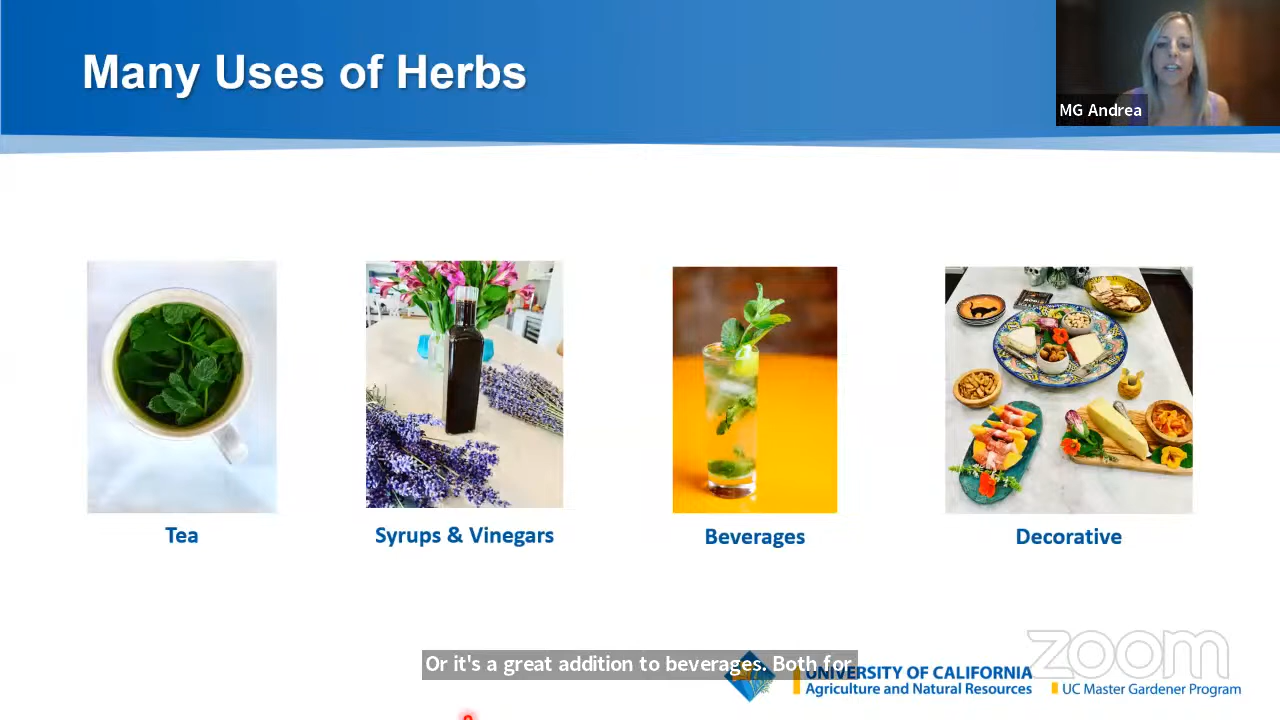 Many Uses of Herbs
MG Andrea
Tea
Syrups & Vinegars
Beverages
Decorative
Or it's a great addition to beverages. Both for
zoom
UNIVERSITY OF CALIFORNIA
Agriculture and Natural Resources
UC Master Gardener Program